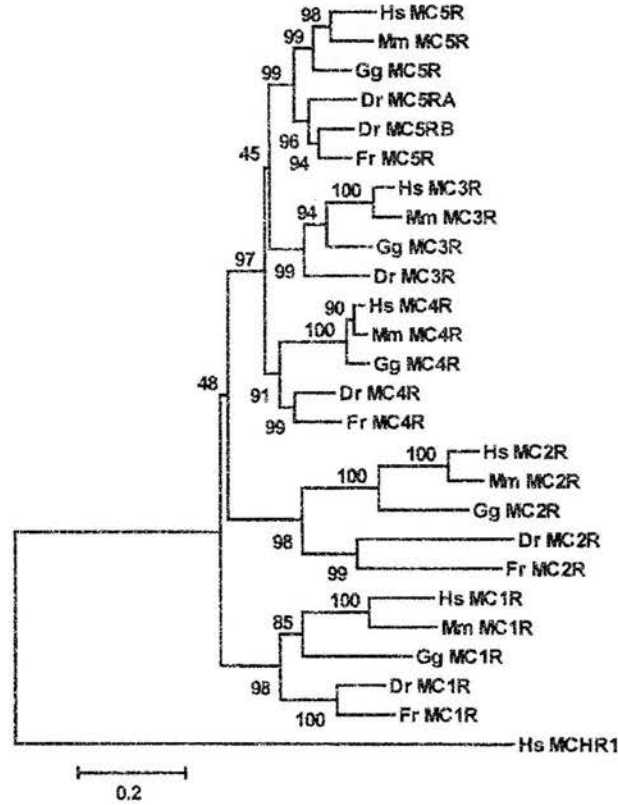 98
Hs MC5R
99
Mm MC5R
99
Gg MC5R
Dr MC5RA
96
Dr MC5RB
94
Fr MC5R
45
100
Hs MC3R
94
Mm MC3R
Gg MC3R
97
99
Dr MC3R
90
Hs MC4R
100
Mm MC4R
Gg MC4R
48
91
Dr MC4R
99
Fr MC4R
100
Hs MC2R
100
Mm MC2R
Gg MC2R
98
Dr MC2R
99
Fr MC2R
100
Hs MC1R
85
Mm MC1R
Gg MC1R
98
Dr MC1R
100
Fr MC1R
Hs MCHR1
0.2